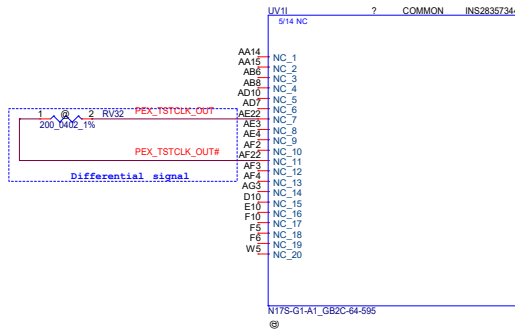 UV1I ? COMMON INS28357344
5/14 NC
AA14 NC_1
AA15 NC_2
AB6 NC_3
AB8 NC_4
AD10 NC_5
AD7 NC_6
1 @ 2 RV32 PEX_TSTCLK_OUT AE22 NC_7
200_0402_1% AE3 NC_8
AE4 NC_9
AF2 NC_10
PEX_TSTCLK_OUT# AF22 NC_11
AF3 NC_12
Differential signal AF4 NC_13
AG3 NC_14
D10 NC_15
E10 NC_16
F10 NC_17
F5 NC_18
F6 NC_19
W5 NC_20
N17S-G1-A1_GB2C-64-595
@